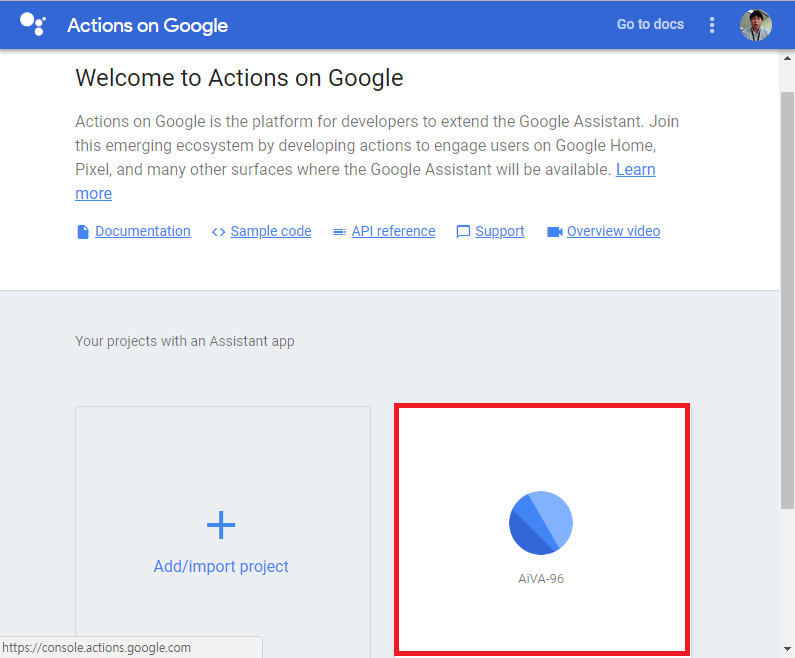 Actions on Google
Go to docs
Welcome to Actions on Google
Actions on Google is the platform for developers to extend the Google Assistant. Join
this emerging ecosystem by developing actions to engage users on Google Home,
Pixel, and many other surfaces where the Google Assistant will be available. Learn
more
Documentation
Sample code
API reference
Support
Overview video
Your projects with an Assistant app
Add/import project
AiVA-96
https://console.actions.google.com